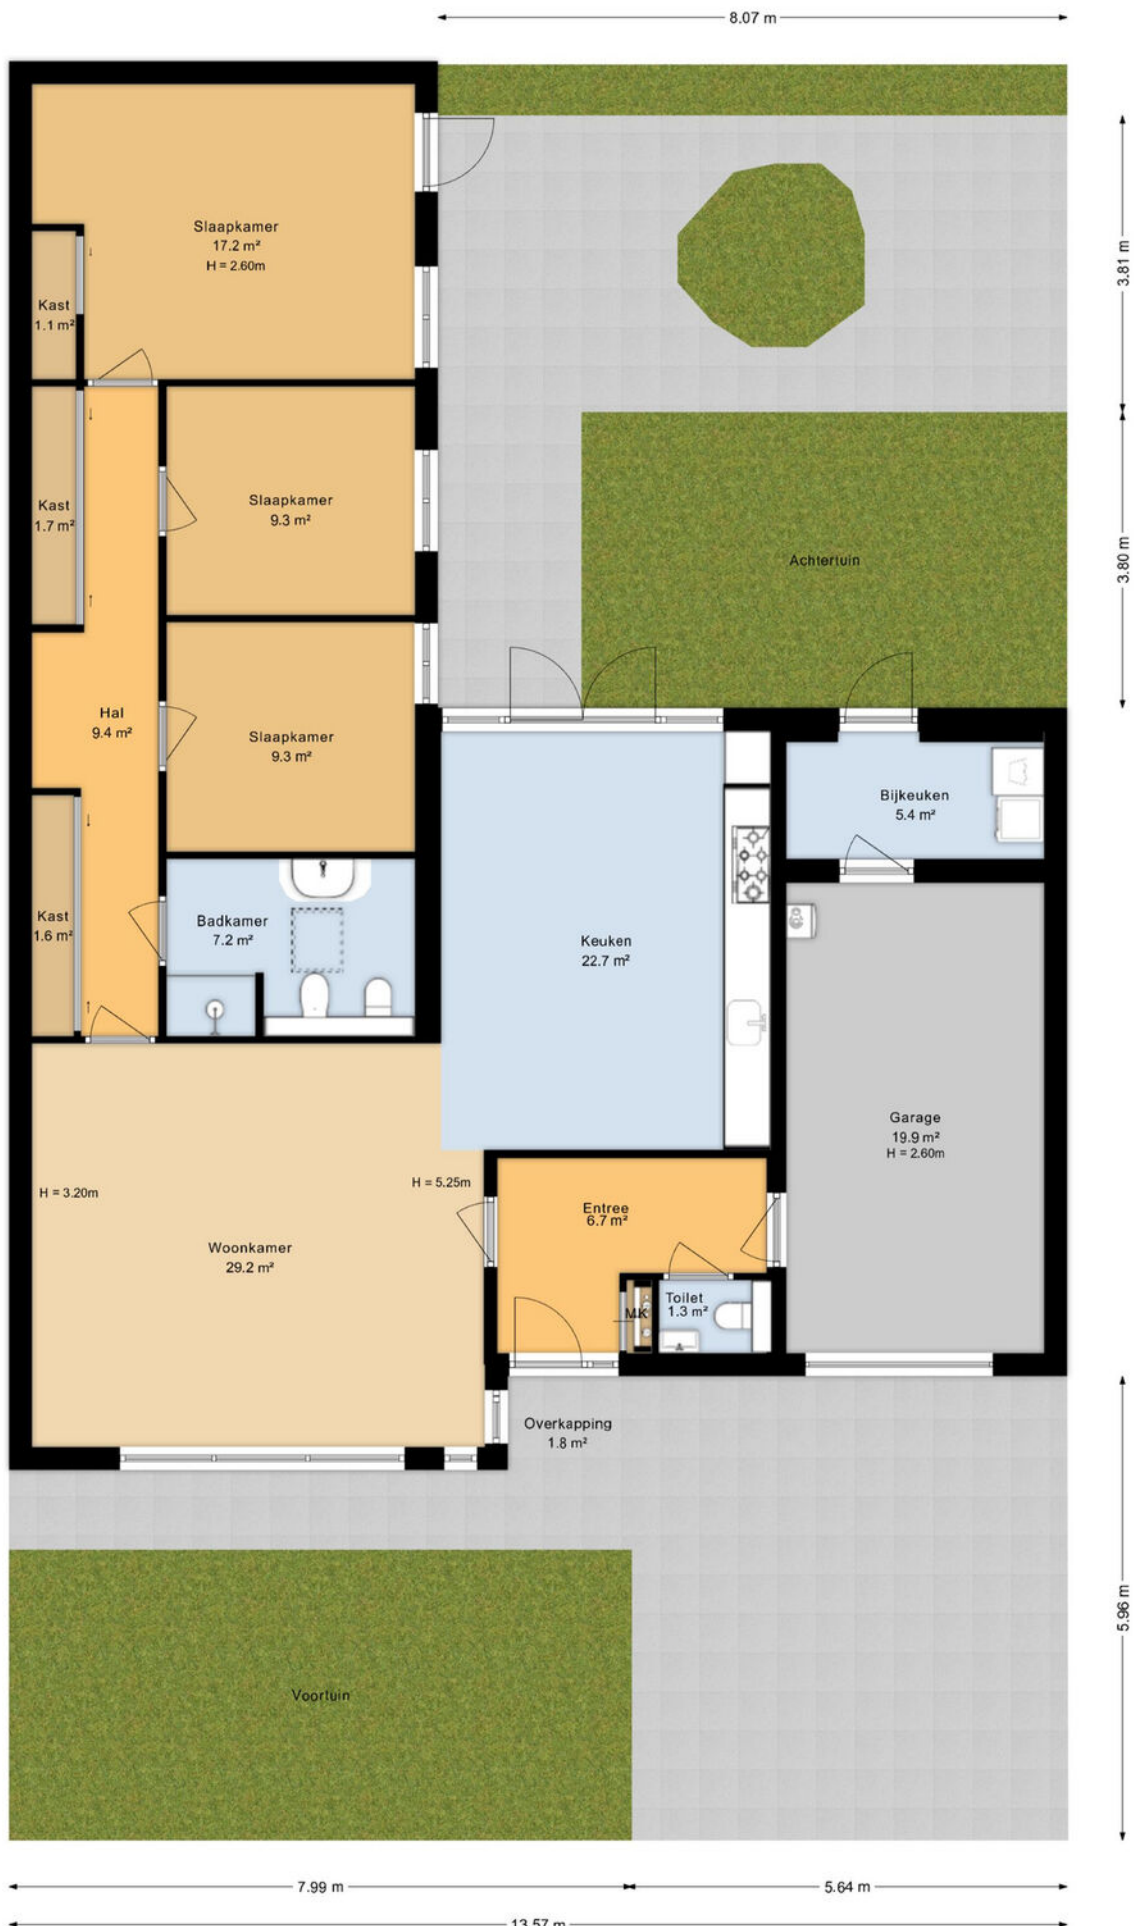 8.07 m
Slaapkamer
17.2 m²
H = 2.60m
3.81 m
Kast
1.1 m²
Kast
1.7 m²
Slaapkamer
9.3 m²
Achtertuin
3.80 m
Hal
9.4 m²
Slaapkamer
9.3 m²
Bijkeuken
5.4 m²
Kast
1.6 m²
Badkamer
7.2 m²
Keuken
22.7 m²
Garage
19.9 m²
H = 2.60m
H = 3.20m
H = 5.25m
Entree
6.7 m²
Woonkamer
29.2 m²
MK
Toilet
1.3 m²
Overkapping
1.8 m²
5.96 m
Voortuin
7.99 m
5.64 m
13.57 m